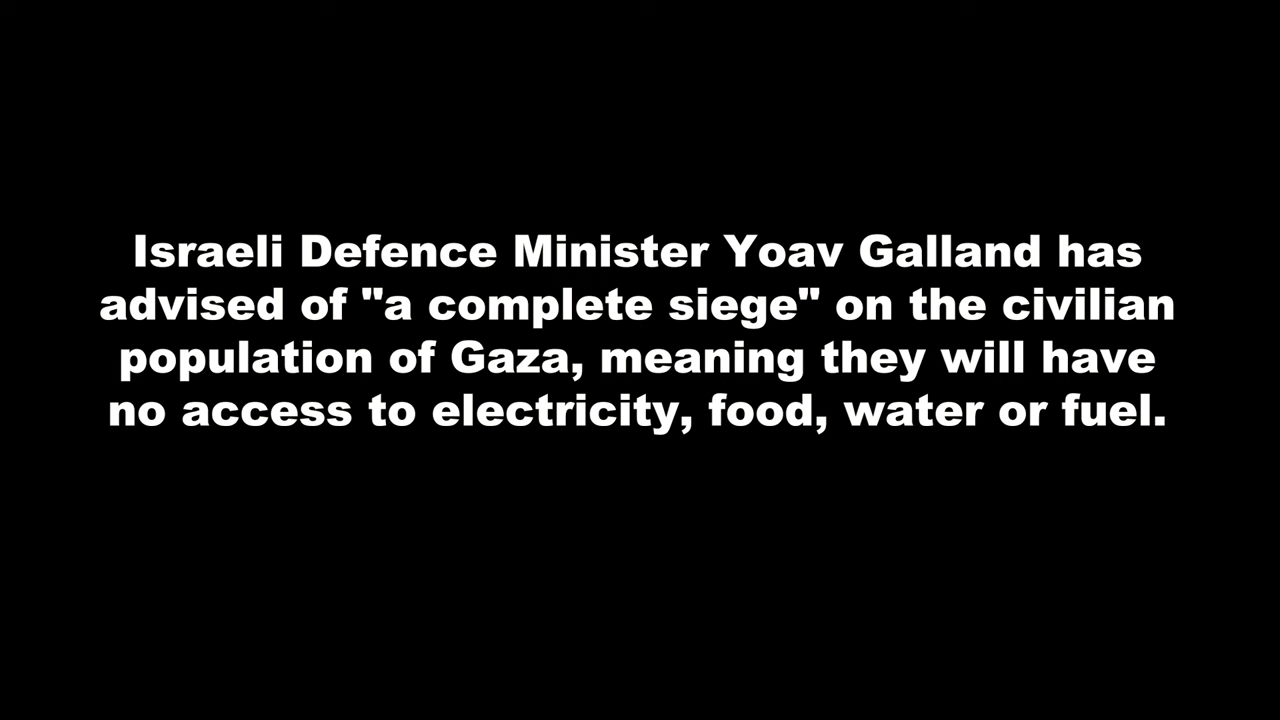 Israeli Defence Minister Yoav Galland has
advised of "a complete siege" on the civilian
population of Gaza, meaning they will have
no access to electricity, food, water or fuel.